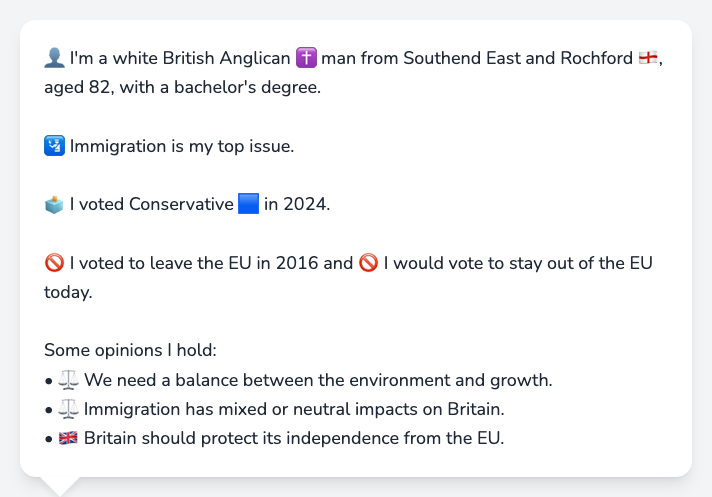 👤 I'm a white British Anglican ✝️ man from Southend East and Rochford 🏴󠁧󠁢󠁥󠁮󠁧󠁿,
aged 82, with a bachelor's degree.
🛂 Immigration is my top issue.
🗳️ I voted Conservative 🟦 in 2024.
🚫 I voted to leave the EU in 2016 and 🚫 I would vote to stay out of the EU
today.
Some opinions I hold:
• ⚖️ We need a balance between the environment and growth.
• ⚖️ Immigration has mixed or neutral impacts on Britain.
• 🇬🇧 Britain should protect its independence from the EU.